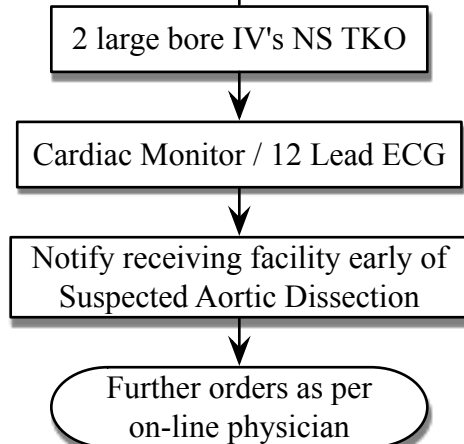 2 large bore IV's NS TKO
Cardiac Monitor / 12 Lead ECG
Notify receiving facility early of
Suspected Aortic Dissection
Further orders as per
on-line physician